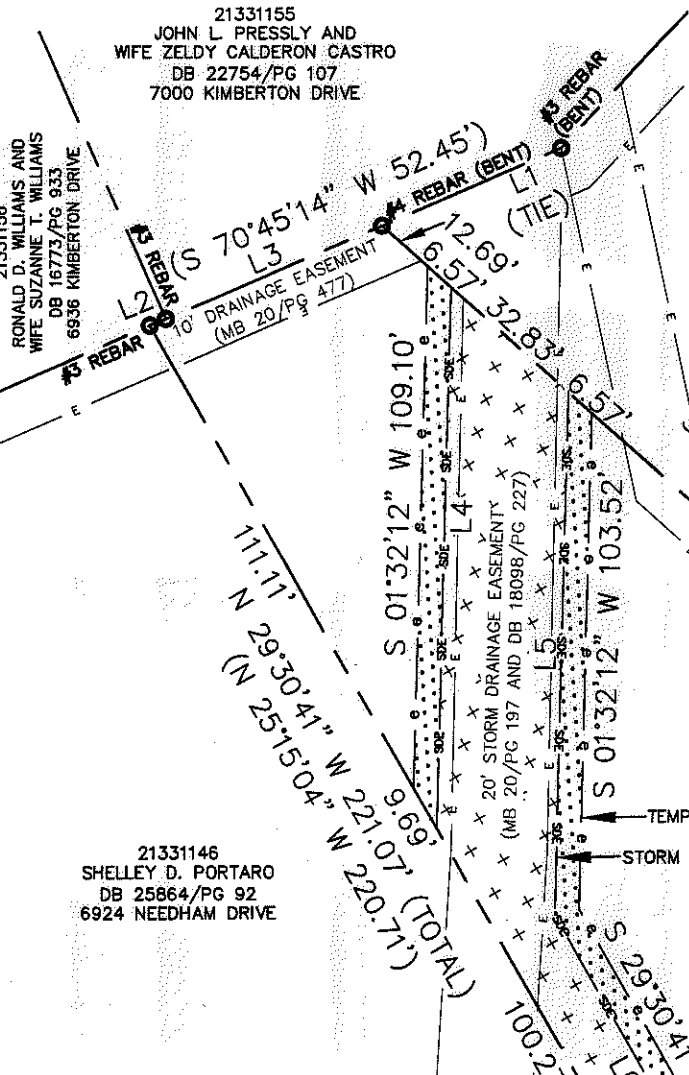 21331155
JOHN L. PRESSLY AND
WIFE ZELDY CALDERON CASTRO
DB 22754/PG 107
7000 KIMBERTON DRIVE
RONALD D. WILLIAMS AND
WIFE SUZANNE T. WILLIAMS
DB 16773/PG 933
6936 KIMBERTON DRIVE
#3 REBAR
(BENT)
#4 REBAR (BENT)
L1
(TIE)
(S 70°45'14" W 52.45')
L3
#3 REBAR
L2
#3 REBAR
10' DRAINAGE EASEMENT
(MB 20/PG 477)
E
12.69'
6.57'
32.83'
6.57'
S 01°32'12" W 109.10'
L4
20' STORM DRAINAGE EASEMENT
(MB 20/PG 197 AND DB 18098/PG 227)
L5
S 01°32'12" W 103.52'
SDE
e
TEMP
STORM
111.11'
N 29°30'41" W 221.07' (TOTAL)
(N 25°15'04" W 220.71')
9.69'
21331146
SHELLEY D. PORTARO
DB 25864/PG 92
6924 NEEDHAM DRIVE
S 29°30'41